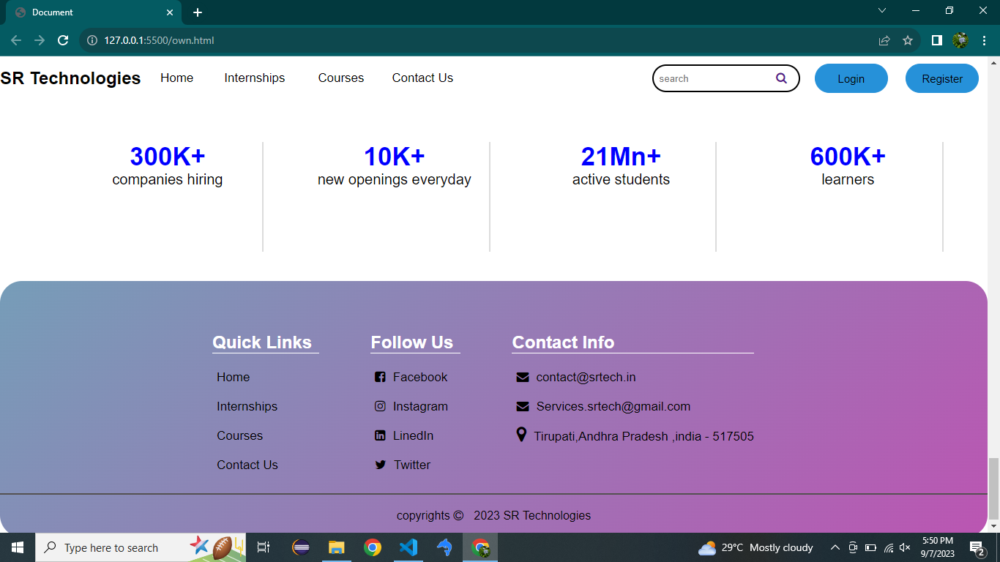 Document
127.0.0.1:5500/own.html
SR Technologies Home Internships Courses Contact Us search Login Register
300K+ 10K+ 21Mn+ 600K+
companies hiring new openings everyday active students learners
Quick Links Follow Us Contact Info
Home Facebook contact@srtech.in
Internships Instagram Services.srtech@gmail.com
Courses LinedIn Tirupati,Andhra Pradesh ,india - 517505
Contact Us Twitter
copyrights © 2023 SR Technologies
Type here to search 29°C Mostly cloudy 5:50 PM
9/7/2023 2